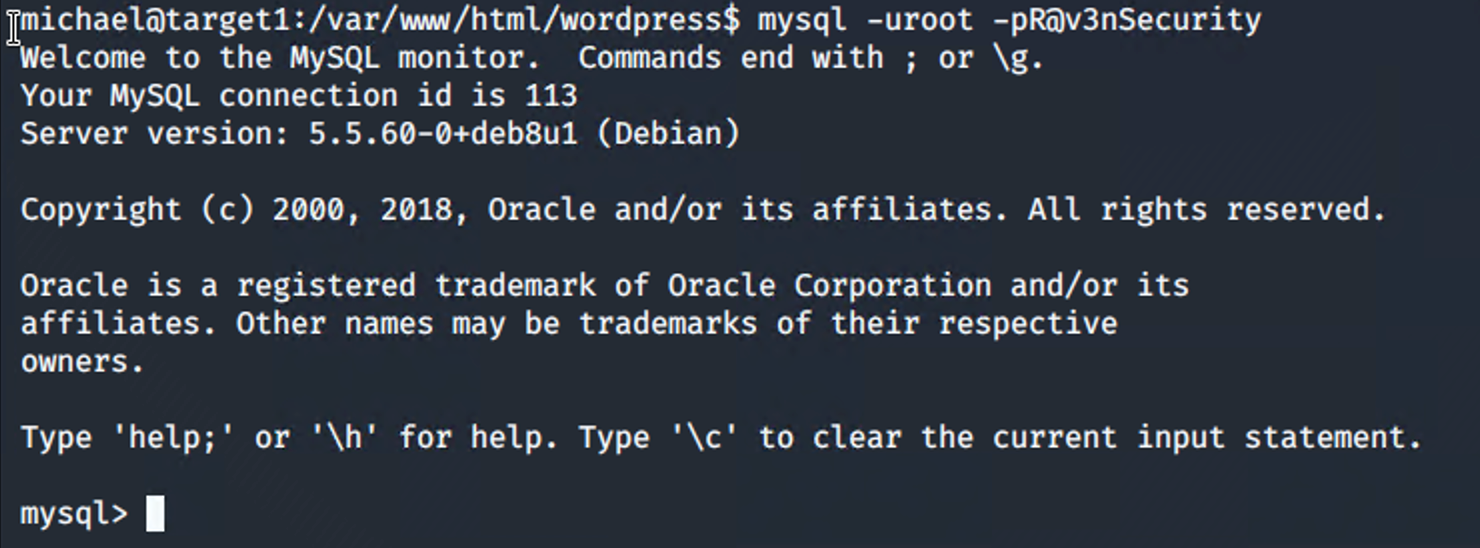 michael@target1:/var/www/html/wordpress$ mysql -uroot -pR@v3nSecurity
Welcome to the MySQL monitor.  Commands end with ; or \g.
Your MySQL connection id is 113
Server version: 5.5.60-0+deb8u1 (Debian)

Copyright (c) 2000, 2018, Oracle and/or its affiliates. All rights reserved.

Oracle is a registered trademark of Oracle Corporation and/or its
affiliates. Other names may be trademarks of their respective
owners.

Type 'help;' or '\h' for help. Type '\c' to clear the current input statement.

mysql>